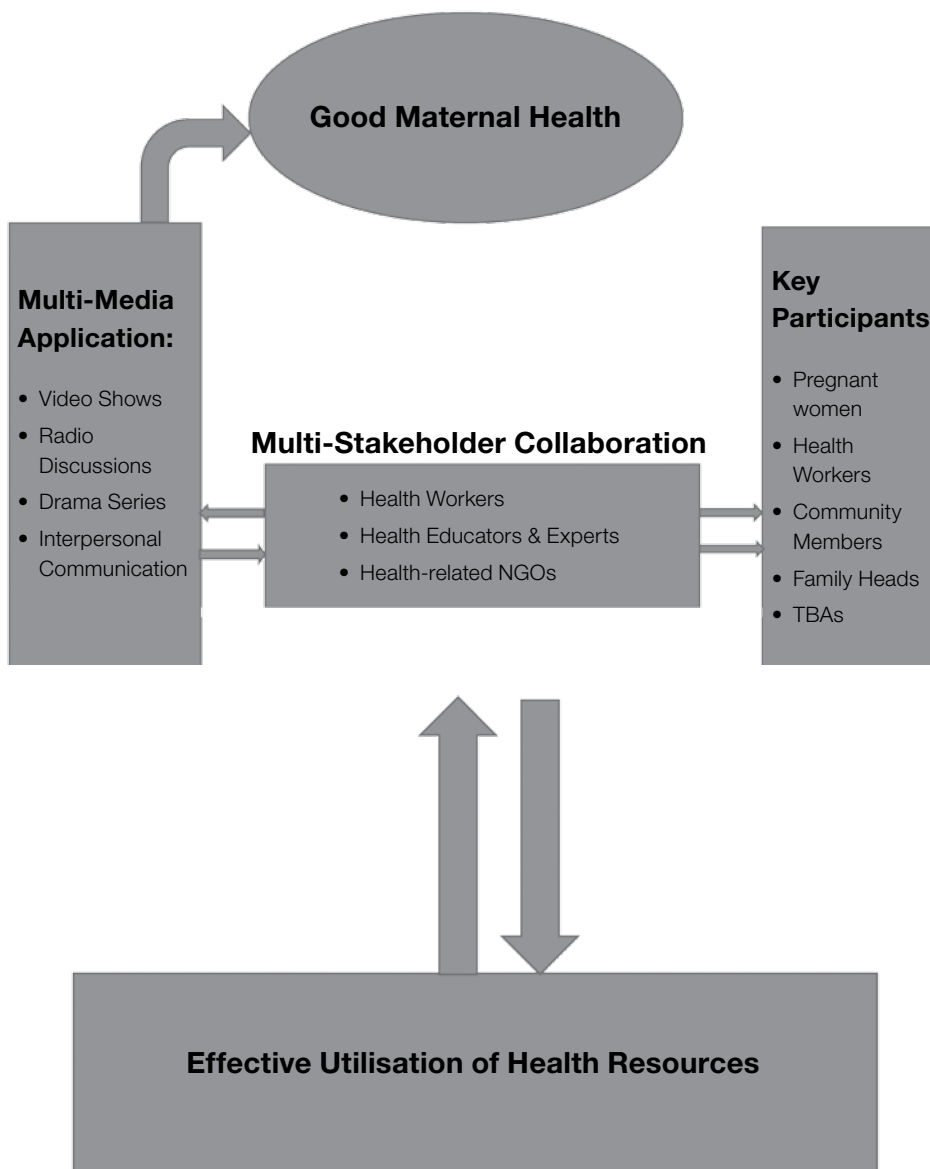 Good Maternal Health
Multi-Media
Application:
• Video Shows
• Radio
Discussions
• Drama Series
• Interpersonal
Communication
Multi-Stakeholder Collaboration
• Health Workers
• Health Educators & Experts
• Health-related NGOs
Key
Participants
• Pregnant
women
• Health
Workers
• Community
Members
• Family Heads
• TBAs
Effective Utilisation of Health Resources